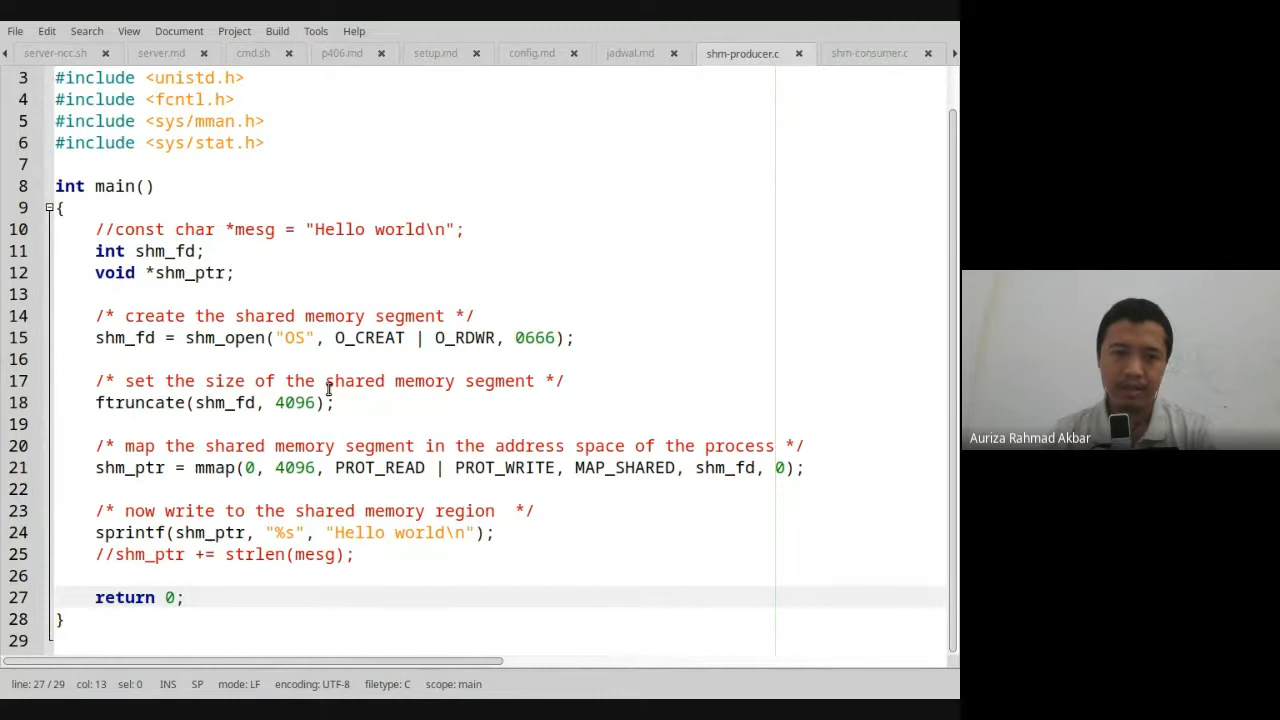 File Edit Search View Document Project Build Tools Help
server-ncc.sh server.md cmd.sh p406.md setup.md config.md jadwal.md shm-producer.c shm-consumer.c
3 #include <unistd.h>
4 #include <fcntl.h>
5 #include <sys/mman.h>
6 #include <sys/stat.h>
7
8 int main()
9 {
10 //const char *mesg = "Hello world\n";
11 int shm_fd;
12 void *shm_ptr;
13
14 /* create the shared memory segment */
15 shm_fd = shm_open("OS", O_CREAT | O_RDWR, 0666);
16
17 /* set the size of the shared memory segment */
18 ftruncate(shm_fd, 4096);
19
20 /* map the shared memory segment in the address space of the process */
21 shm_ptr = mmap(0, 4096, PROT_READ | PROT_WRITE, MAP_SHARED, shm_fd, 0);
22
23 /* now write to the shared memory region */
24 sprintf(shm_ptr, "%s", "Hello world\n");
25 //shm_ptr += strlen(mesg);
26
27 return 0;
28 }
29
line: 27 / 29 col: 13 sel: 0 INS SP mode: LF encoding: UTF-8 filetype: C scope: main
Auriza Rahmad Akbar